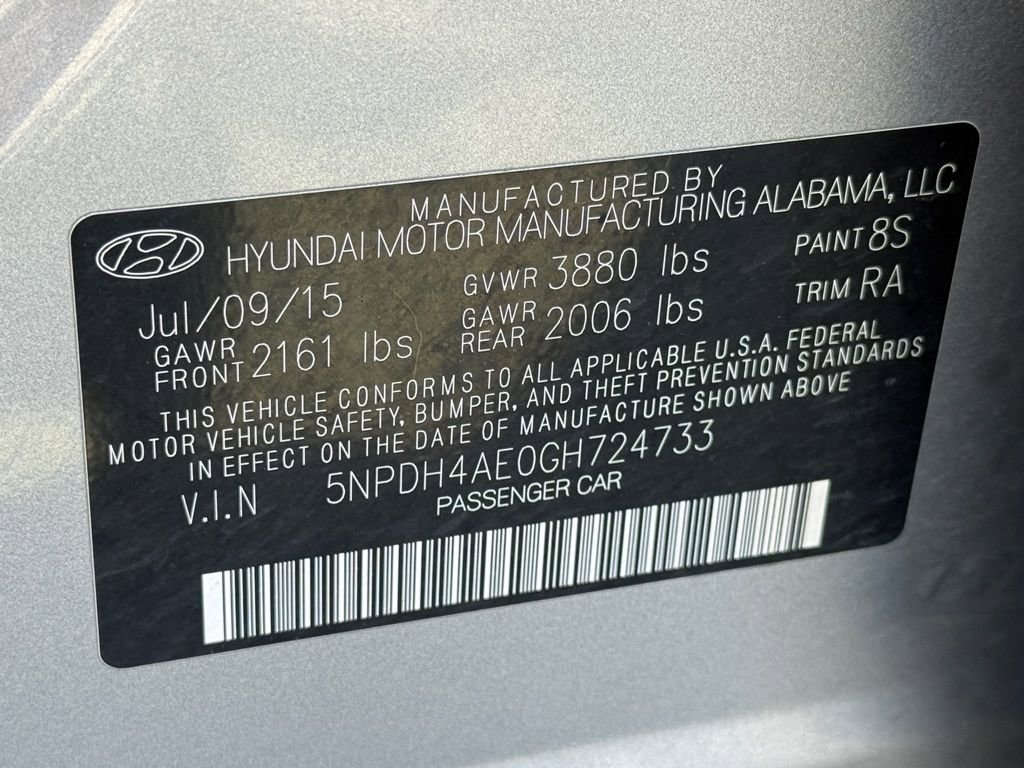 MANUFACTURED BY
HYUNDAI MOTOR MANUFACTURING ALABAMA, LLC
Jul/09/15 GVWR 3880 lbs PAINT 8S
GAWR FRONT 2161 lbs GAWR REAR 2006 lbs TRIM RA
THIS VEHICLE CONFORMS TO ALL APPLICABLE U.S.A. FEDERAL
MOTOR VEHICLE SAFETY, BUMPER, AND THEFT PREVENTION STANDARDS
IN EFFECT ON THE DATE OF MANUFACTURE SHOWN ABOVE
V.I.N 5NPDH4AE0GH724733
PASSENGER CAR